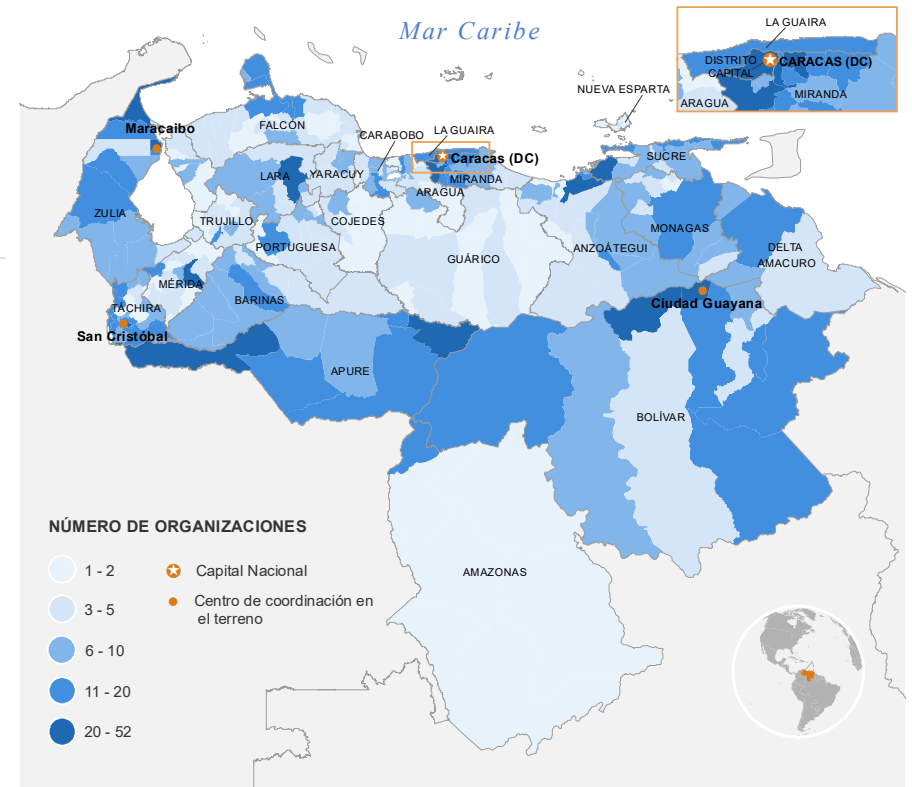 Mar Caribe
LA GUAIRA
DISTRITO
CAPITAL
CARACAS (DC)
MIRANDA
ARAGUA
NUEVA ESPARTA
Maracaibo
FALCÓN
CARABOBO
LA GUAIRA
Caracas (DC)
SUCRE
LARA
YARACUY
MIRANDA
ARAGUA
ZULIA
TRUJILLO
COJEDES
MONAGAS
PORTUGUESA
ANZOÁTEGUI
DELTA
AMACURO
GUÁRICO
MÉRIDA
BARINAS
TÁCHIRA
Ciudad Guayana
San Cristóbal
APURE
BOLÍVAR
AMAZONAS
NÚMERO DE ORGANIZACIONES
1 - 2
3 - 5
6 - 10
11 - 20
20 - 52
Capital Nacional
Centro de coordinación en
el terreno